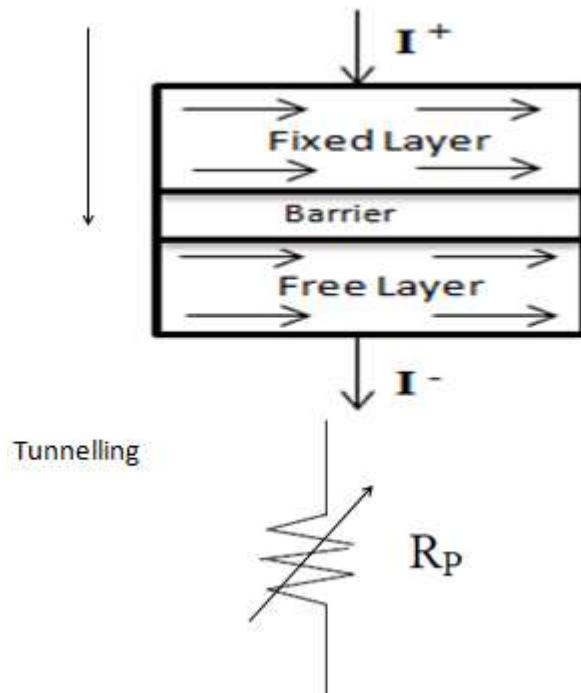 I +
Fixed Layer
Barrier
Free Layer
I -
Tunnelling
RP